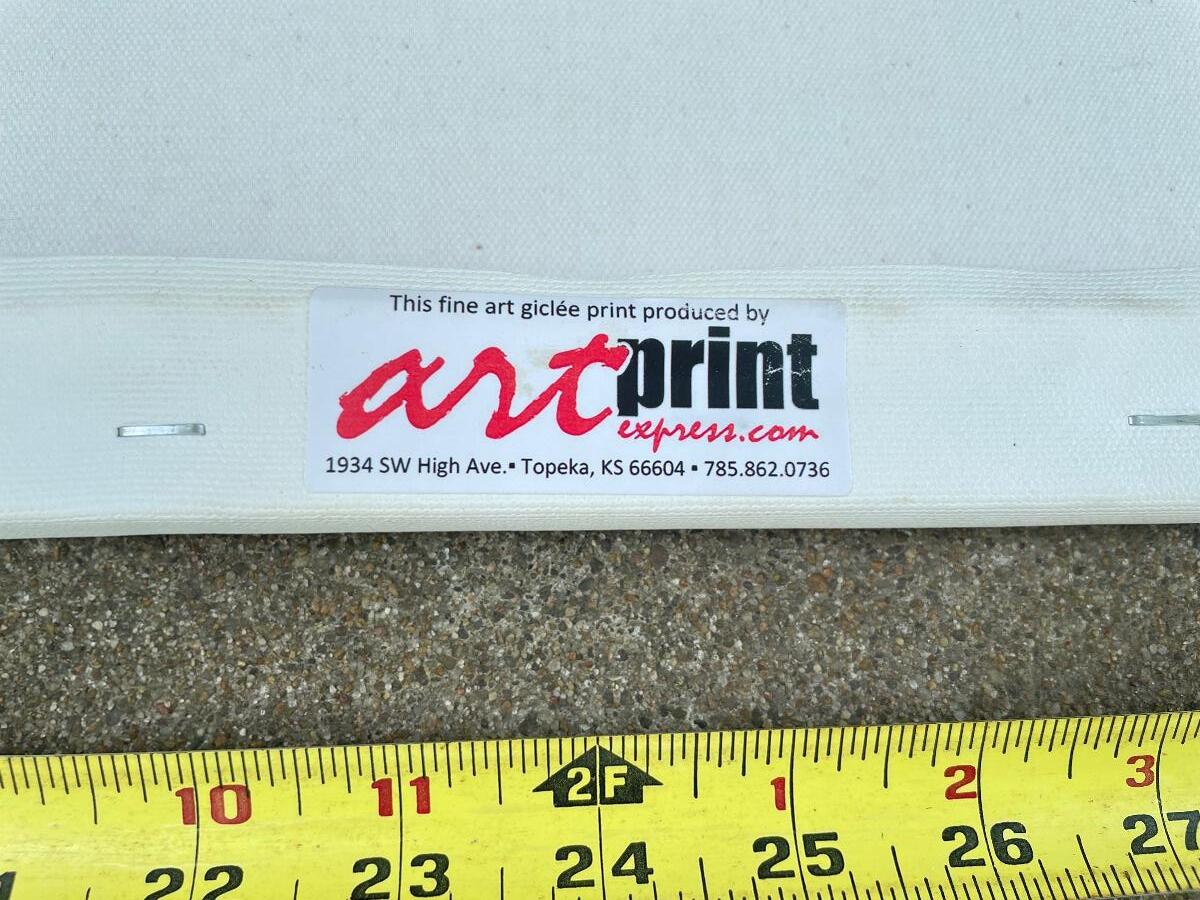 This fine art giclée print produced by
artprint
express.com
1934 SW High Ave.▪ Topeka, KS 66604 ▪ 785.862.0736
10 11 2F 1 2 3
22 23 24 25 26 27